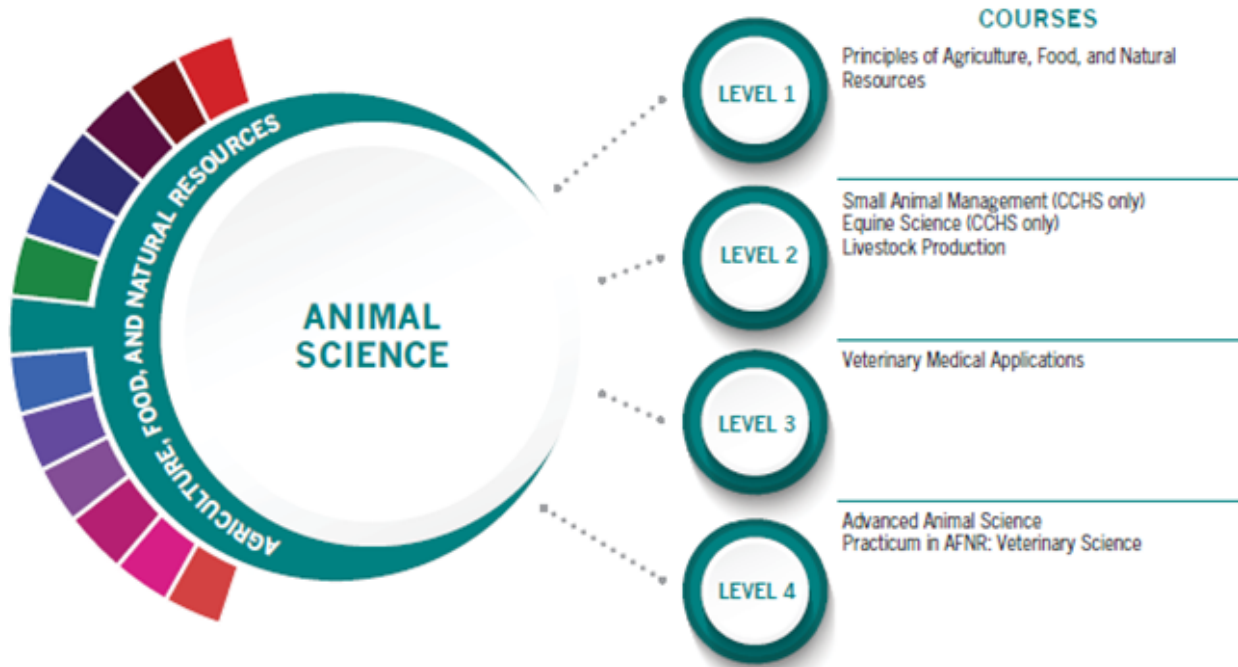 AGRICULTURE, FOOD, AND NATURAL RESOURCES
ANIMAL
SCIENCE
COURSES
LEVEL 1
Principles of Agriculture, Food, and Natural
Resources
LEVEL 2
Small Animal Management (CCHS only)
Equine Science (CCHS only)
Livestock Production
LEVEL 3
Veterinary Medical Applications
LEVEL 4
Advanced Animal Science
Practicum in AFNR: Veterinary Science